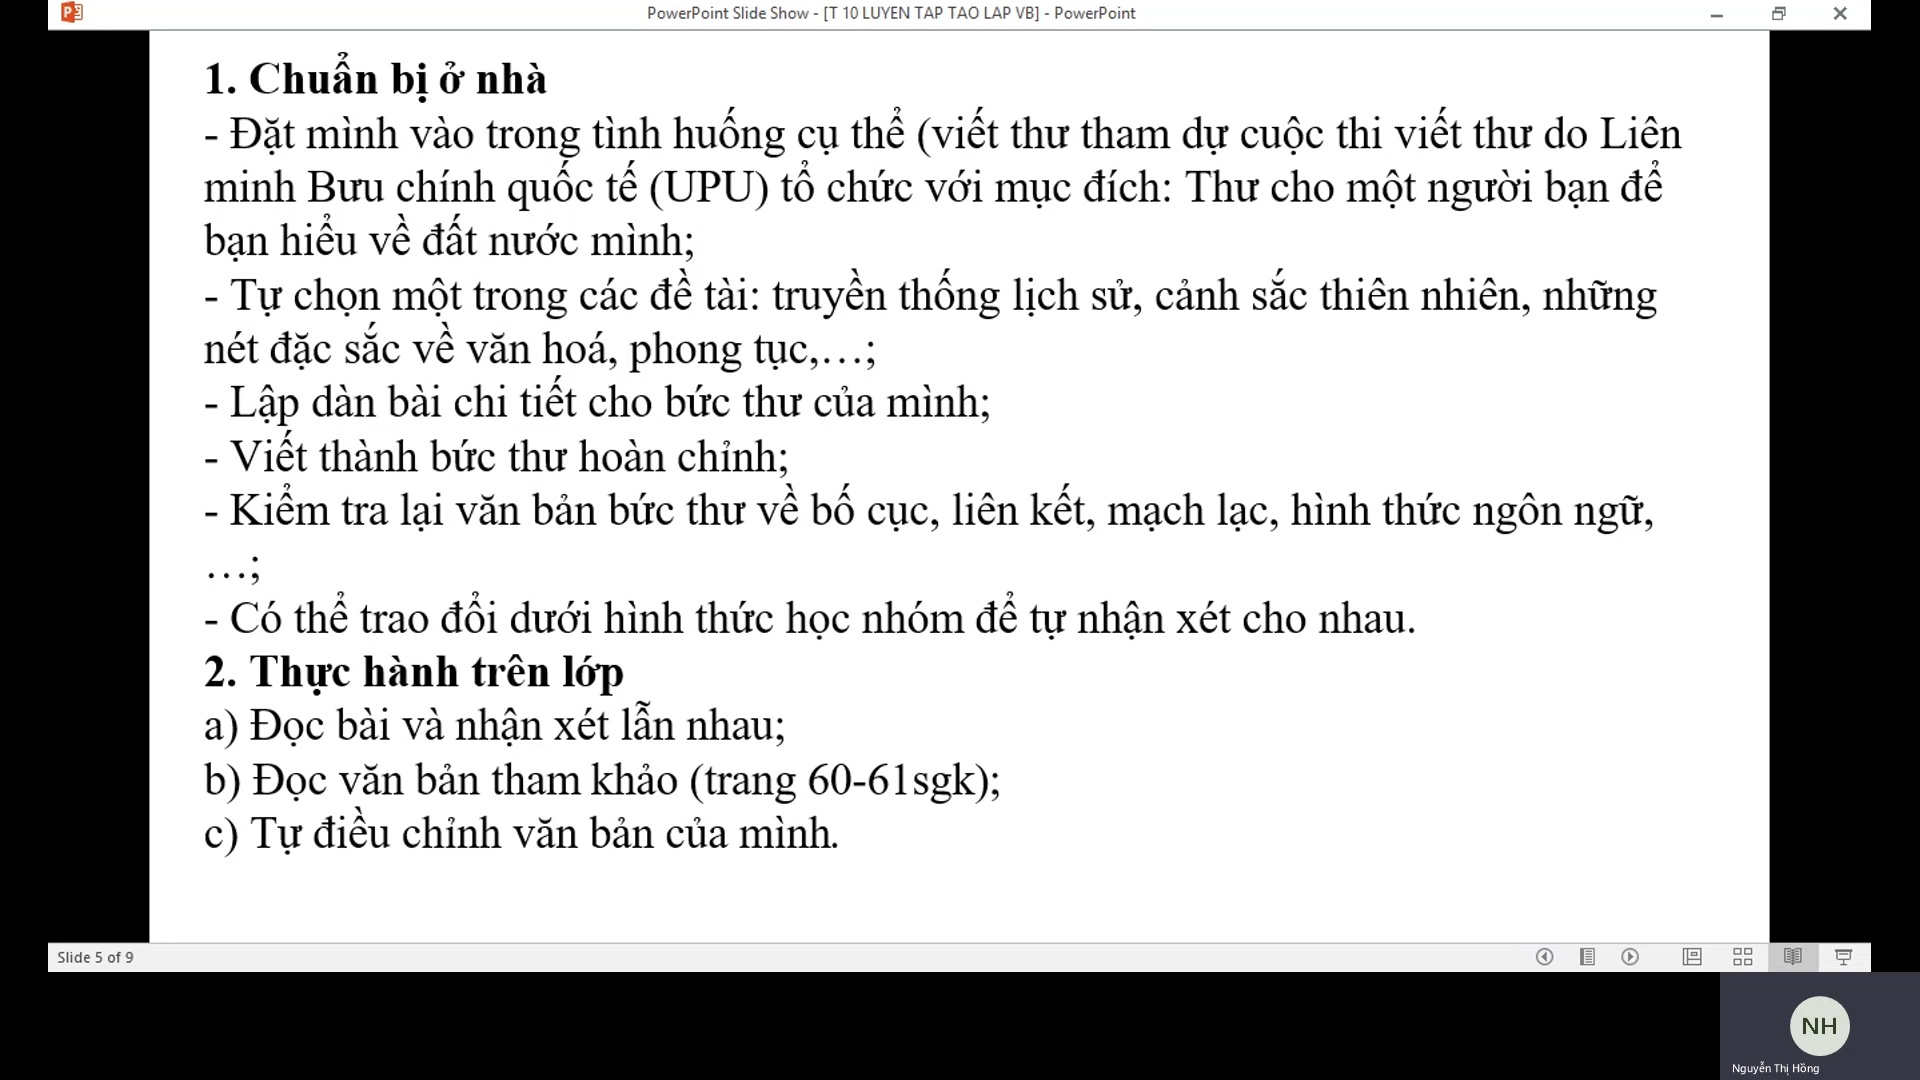 PowerPoint Slide Show - [T 10 LUYEN TAP TAO LAP VB] - PowerPoint
1. Chuẩn bị ở nhà
- Đặt mình vào trong tình huống cụ thể (viết thư tham dự cuộc thi viết thư do Liên
minh Bưu chính quốc tế (UPU) tổ chức với mục đích: Thư cho một người bạn để
bạn hiểu về đất nước mình;
- Tự chọn một trong các đề tài: truyền thống lịch sử, cảnh sắc thiên nhiên, những
nét đặc sắc về văn hoá, phong tục,…;
- Lập dàn bài chi tiết cho bức thư của mình;
- Viết thành bức thư hoàn chỉnh;
- Kiểm tra lại văn bản bức thư về bố cục, liên kết, mạch lạc, hình thức ngôn ngữ,
…;
- Có thể trao đổi dưới hình thức học nhóm để tự nhận xét cho nhau.
2. Thực hành trên lớp
a) Đọc bài và nhận xét lẫn nhau;
b) Đọc văn bản tham khảo (trang 60-61sgk);
c) Tự điều chỉnh văn bản của mình.
Slide 5 of 9
NH
Nguyễn Thị Hồng